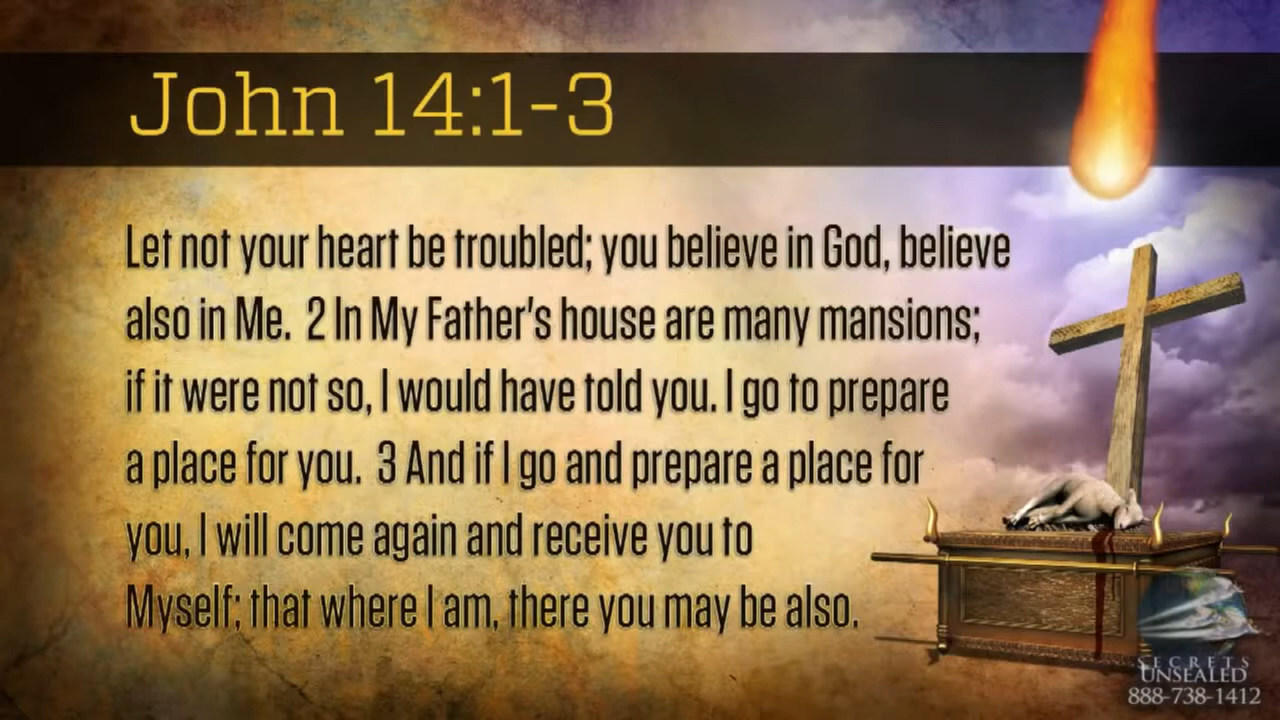 John 14:1-3
Let not your heart be troubled; you believe in God, believe
also in Me.  2 In My Father's house are many mansions;
if it were not so, I would have told you. I go to prepare
a place for you.  3 And if I go and prepare a place for
you, I will come again and receive you to
Myself; that where I am, there you may be also.
SECRETS
UNSEALED
888-738-1412